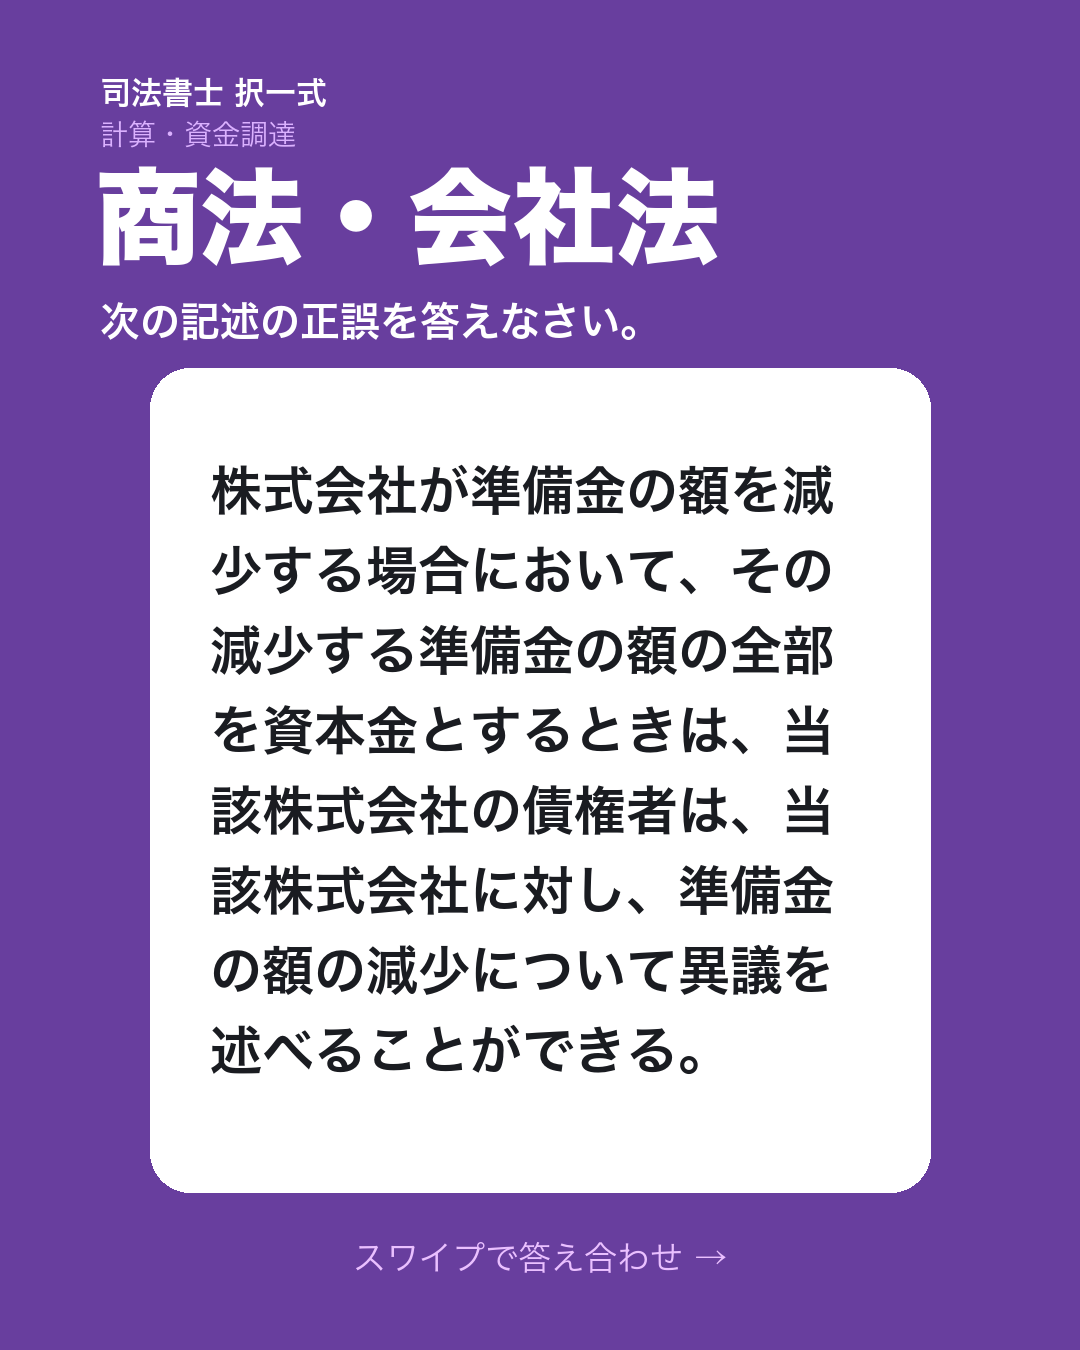 司法書士 択一式
計算・資金調達
商法・会社法
次の記述の正誤を答えなさい。
株式会社が準備金の額を減
少する場合において、その
減少する準備金の額の全部
を資本金とするときは、当
該株式会社の債権者は、当
該株式会社に対し、準備金
の額の減少について異議を
述べることができる。
スワイプで答え合わせ →